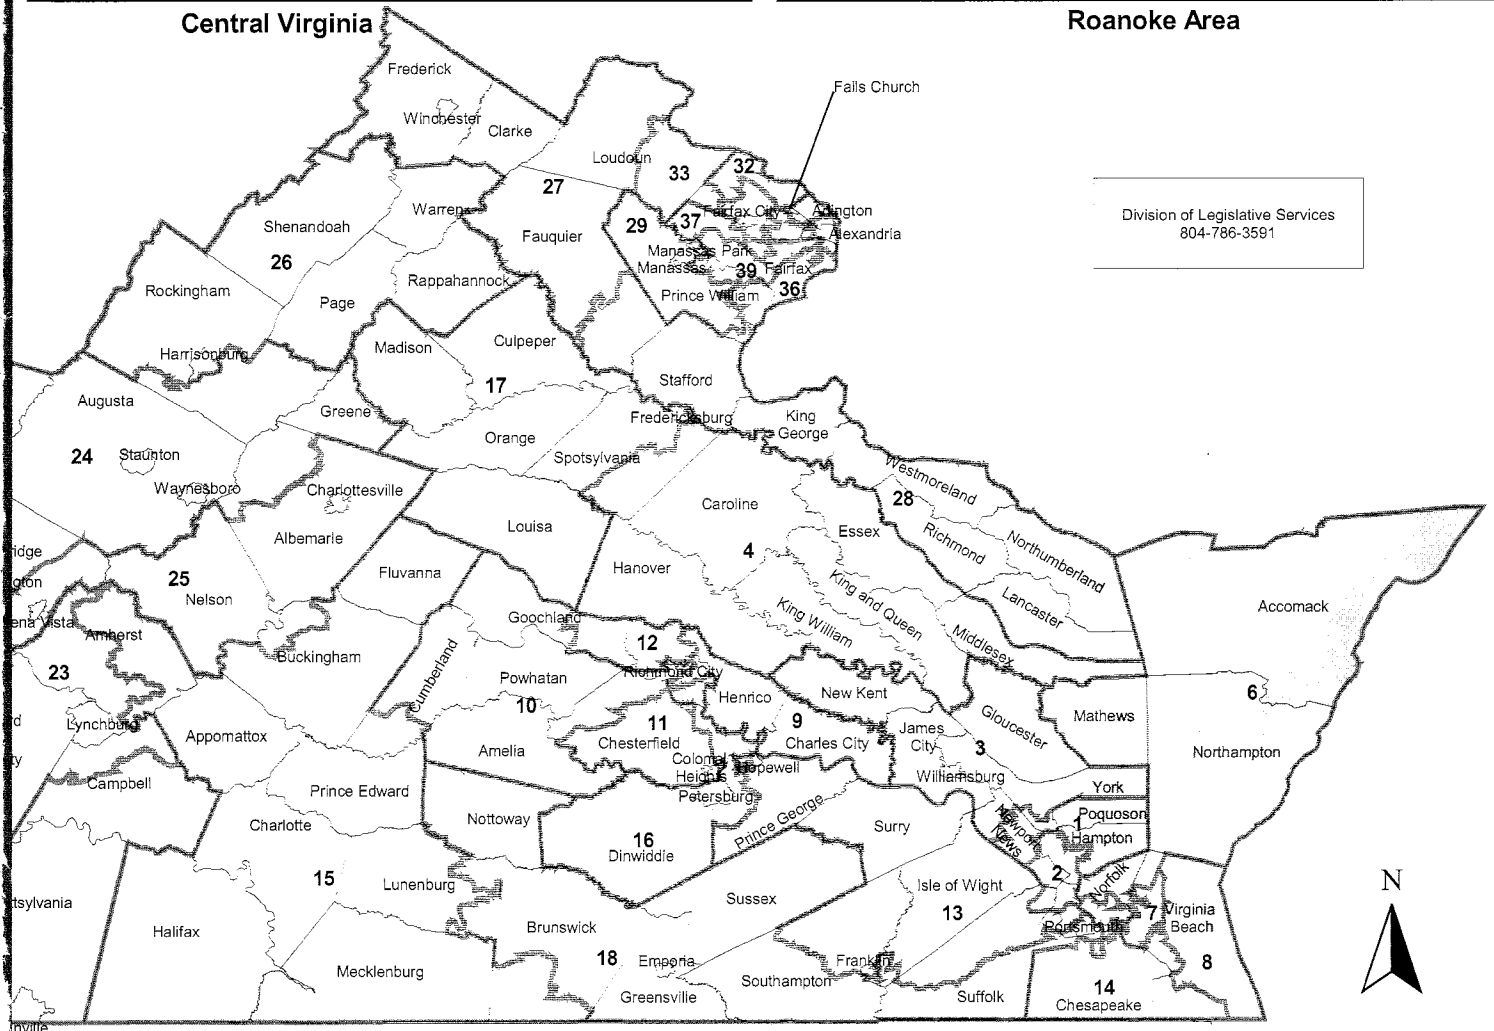 Central Virginia
Roanoke Area
Frederick
Falls Church
Winchester
Clarke
Loudoun
33
32
27
Warren
Fairfax City
Arlington
Shenandoah
29
37
Fauquier
Alexandria
Division of Legislative Services
804-786-3591
Manassas Park
26
Manassas
39
Fairfax
Rappahannock
Rockingham
Prince William
36
Page
Culpeper
Madison
Harrisonburg
17
Stafford
Augusta
Greene
Fredericksburg
King
George
Orange
24
Staunton
Spotsylvania
Westmoreland
Waynesboro
Charlottesville
28
Caroline
Louisa
Essex
Albemarle
Richmond
Northumberland
ridge
4
Hanover
Fluvanna
25
gton
Nelson
King and Queen
Lancaster
Accomack
King William
ena Vista
Goochland
Amherst
12
Middlesex
Buckingham
23
Cumberland
Richmond City
Powhatan
6
New Kent
Henrico
10
Lynchburg
11
9
James
City
Gloucester
Mathews
Appomattox
Chesterfield
Charles City
3
Amelia
Northampton
Colonial
Heights
Hopewell
Williamsburg
Campbell
York
Prince Edward
Petersburg
Poquoson
Prince George
Nottoway
Charlotte
Newport
News
1
Surry
Hampton
16
Dinwiddie
15
Lunenburg
2
Norfolk
N
Isle of Wight
tsylvania
Sussex
13
7
Virginia
Beach
Brunswick
Portsmouth
Halifax
18
Emporia
Franklin
8
Mecklenburg
Southampton
14
Greensville
Suffolk
Chesapeake
nville